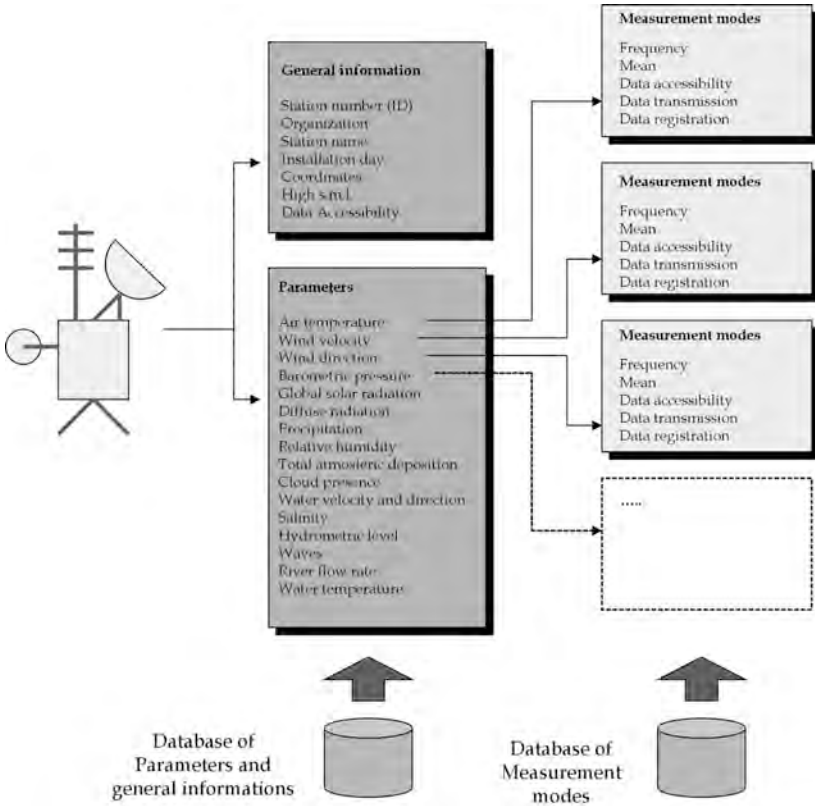 General information
Station number (ID)
Organization
Station name
Installation day
Coordinates
High s.m.l.
Data Accessibility
Parameters
Air temperature
Wind velocity
Wind direction
Barometric pressure
Global solar radiation
Diffuse radiation
Precipitation
Relative humidity
Total atmosferic deposition
Cloud presence
Water velocity and direction
Salinity
Hydrometric level
Waves
River flow rate
Water temperature
Measurement modes
Frequency
Mean
Data accessibility
Data transmission
Data registration
Measurement modes
Frequency
Mean
Data accessibility
Data transmission
Data registration
Measurement modes
Frequency
Mean
Data accessibility
Data transmission
Data registration
.....
Database of
Parameters and
general informations
Database of
Measurement
modes